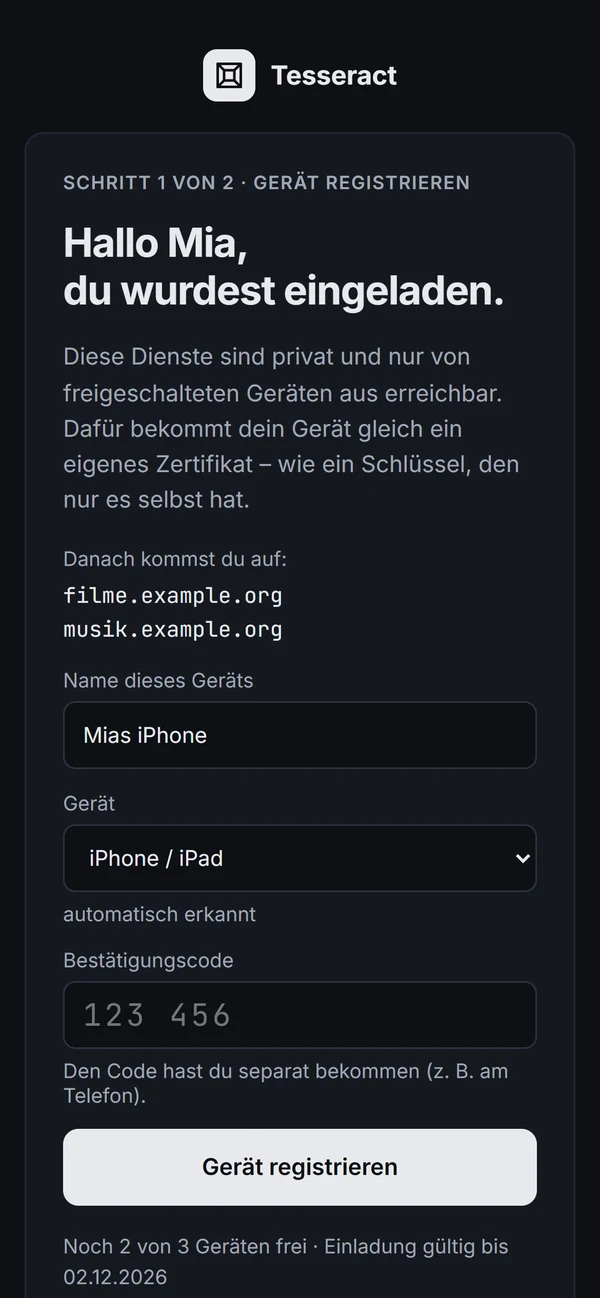 Tesseract
SCHRITT 1 VON 2 · GERÄT REGISTRIEREN
Hallo Mia,
du wurdest eingeladen.
Diese Dienste sind privat und nur von
freigeschalteten Geräten aus erreichbar.
Dafür bekommt dein Gerät gleich ein
eigenes Zertifikat – wie ein Schlüssel, den
nur es selbst hat.
Danach kommst du auf:
filme.example.org
musik.example.org
Name dieses Geräts
Mias iPhone
Gerät
iPhone / iPad
automatisch erkannt
Bestätigungscode
123 456
Den Code hast du separat bekommen (z. B. am
Telefon).
Gerät registrieren
Noch 2 von 3 Geräten frei · Einladung gültig bis
02.12.2026